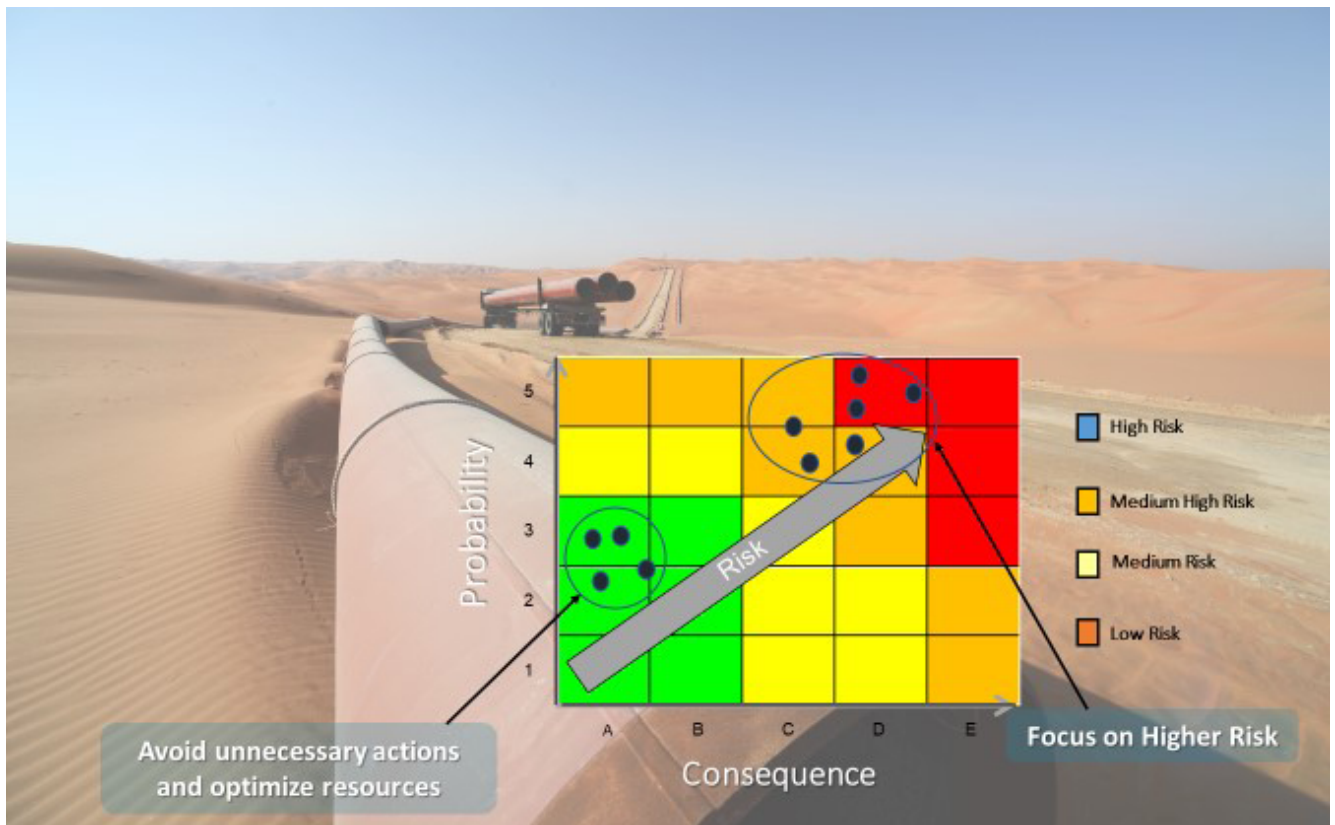 5
4
3
2
1
Probability
Risk
A B C D E
Consequence
High Risk
Medium High Risk
Medium Risk
Low Risk
Avoid unnecessary actions
and optimize resources
Focus on Higher Risk